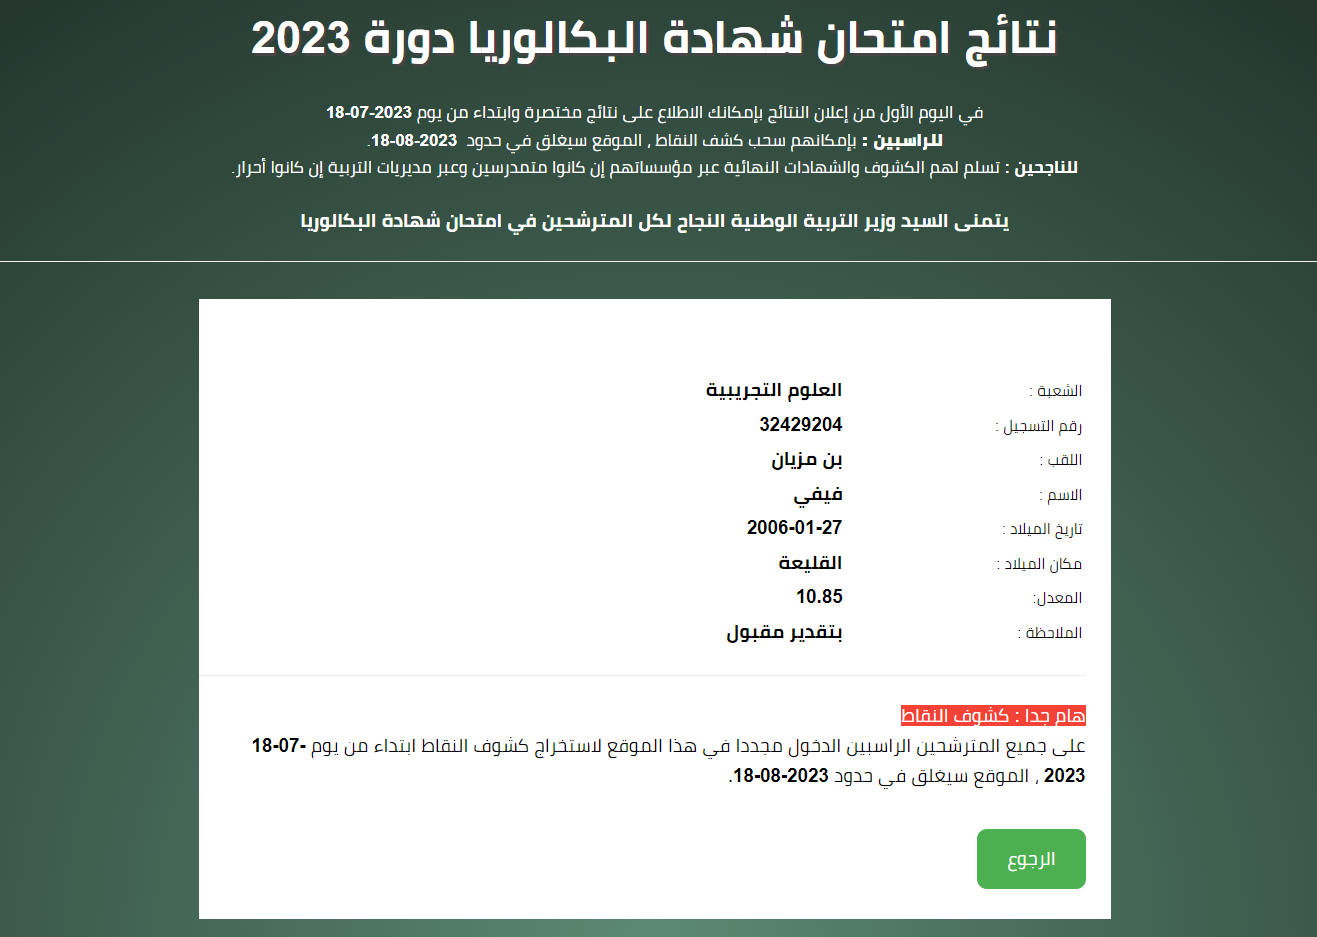 نتائج امتحان شهادة البكالوريا دورة 2023
في اليوم الأول من إعلان النتائج بإمكانك الاطلاع على نتائج مختصرة وابتداء من يوم 2023-07-18
للراسبين : بإمكانهم سحب كشف النقاط ، الموقع سيغلق في حدود 2023-08-18.
للناجحين : تسلم لهم الكشوف والشهادات النهائية عبر مؤسساتهم إن كانوا متمدرسين وعبر مديريات التربية إن كانوا أحرار.
يتمنى السيد وزير التربية الوطنية النجاح لكل المترشحين في امتحان شهادة البكالوريا
الشعبة : العلوم التجريبية
رقم التسجيل : 32429204
اللقب : بن مزيان
الاسم : فيفي
تاريخ الميلاد : 2006-01-27
مكان الميلاد : القليعة
المعدل: 10.85
الملاحظة : بتقدير مقبول
هام جدا : كشوف النقاط
على جميع المترشحين الراسبين الدخول مجددا في هذا الموقع لاستخراج كشوف النقاط ابتداء من يوم 18-07-
2023 ، الموقع سيغلق في حدود 2023-08-18.
الرجوع